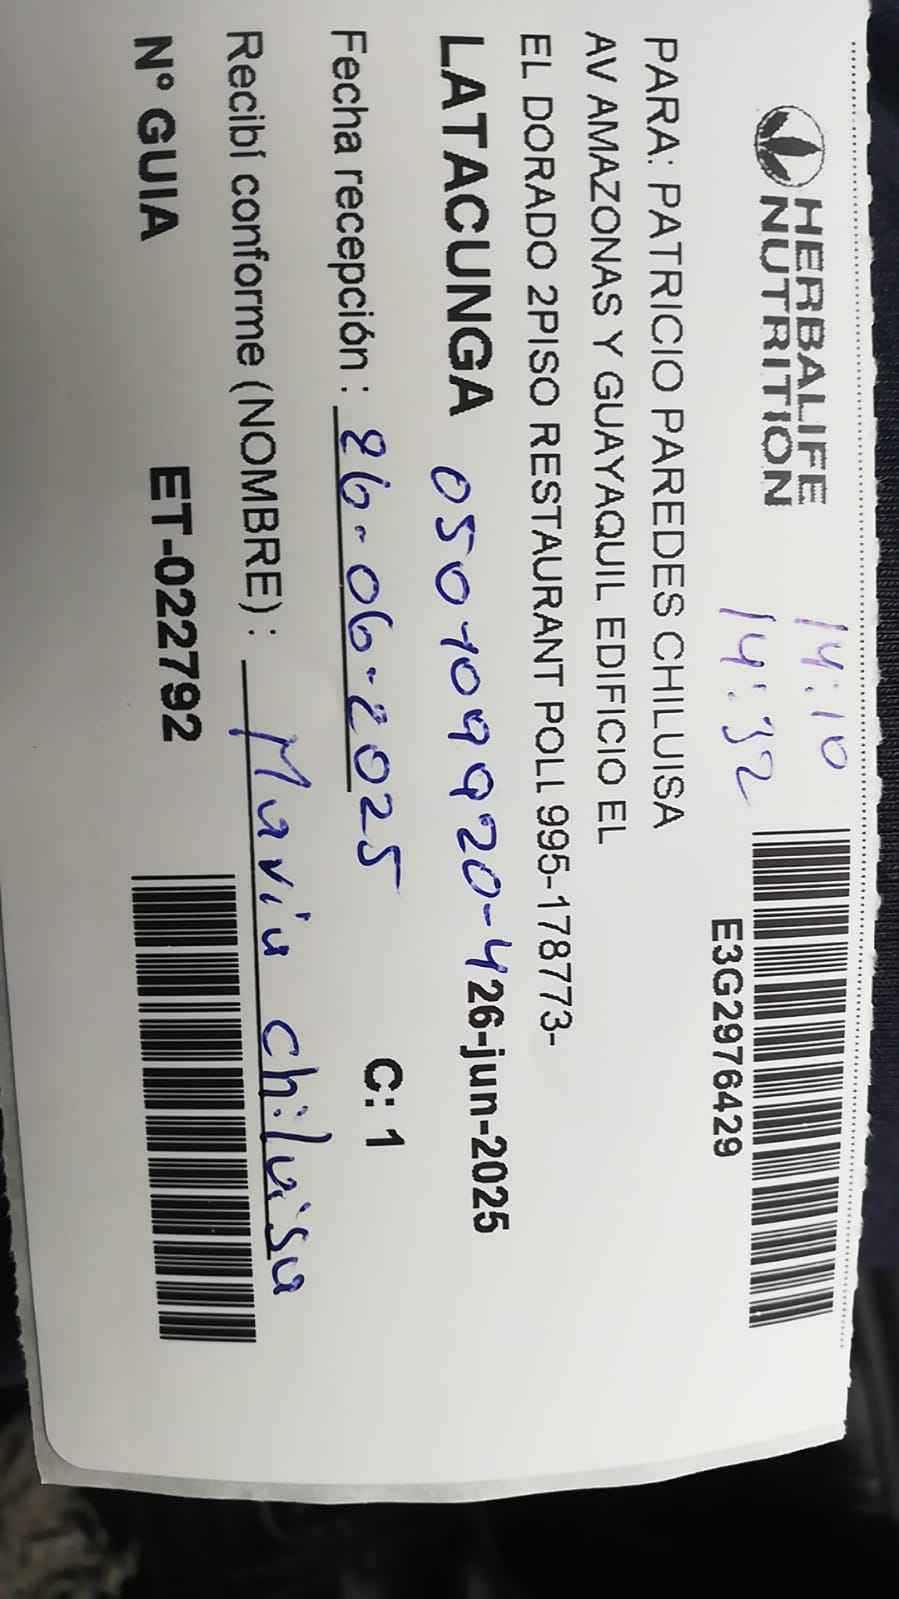 HERBALIFE
NUTRITION
14:10
14:32
E3G2976429
PARA: PATRICIO PAREDES CHILUISA
AV AMAZONAS Y GUAYAQUIL EDIFICIO EL
EL DORADO 2PISO RESTAURANT POLL 995-178773-
LATACUNGA 26-jun-2025
Fecha recepción : 26-06-2025 C: 1
Recibí conforme (NOMBRE) : María chiluisa
N° GUIA ET-022792